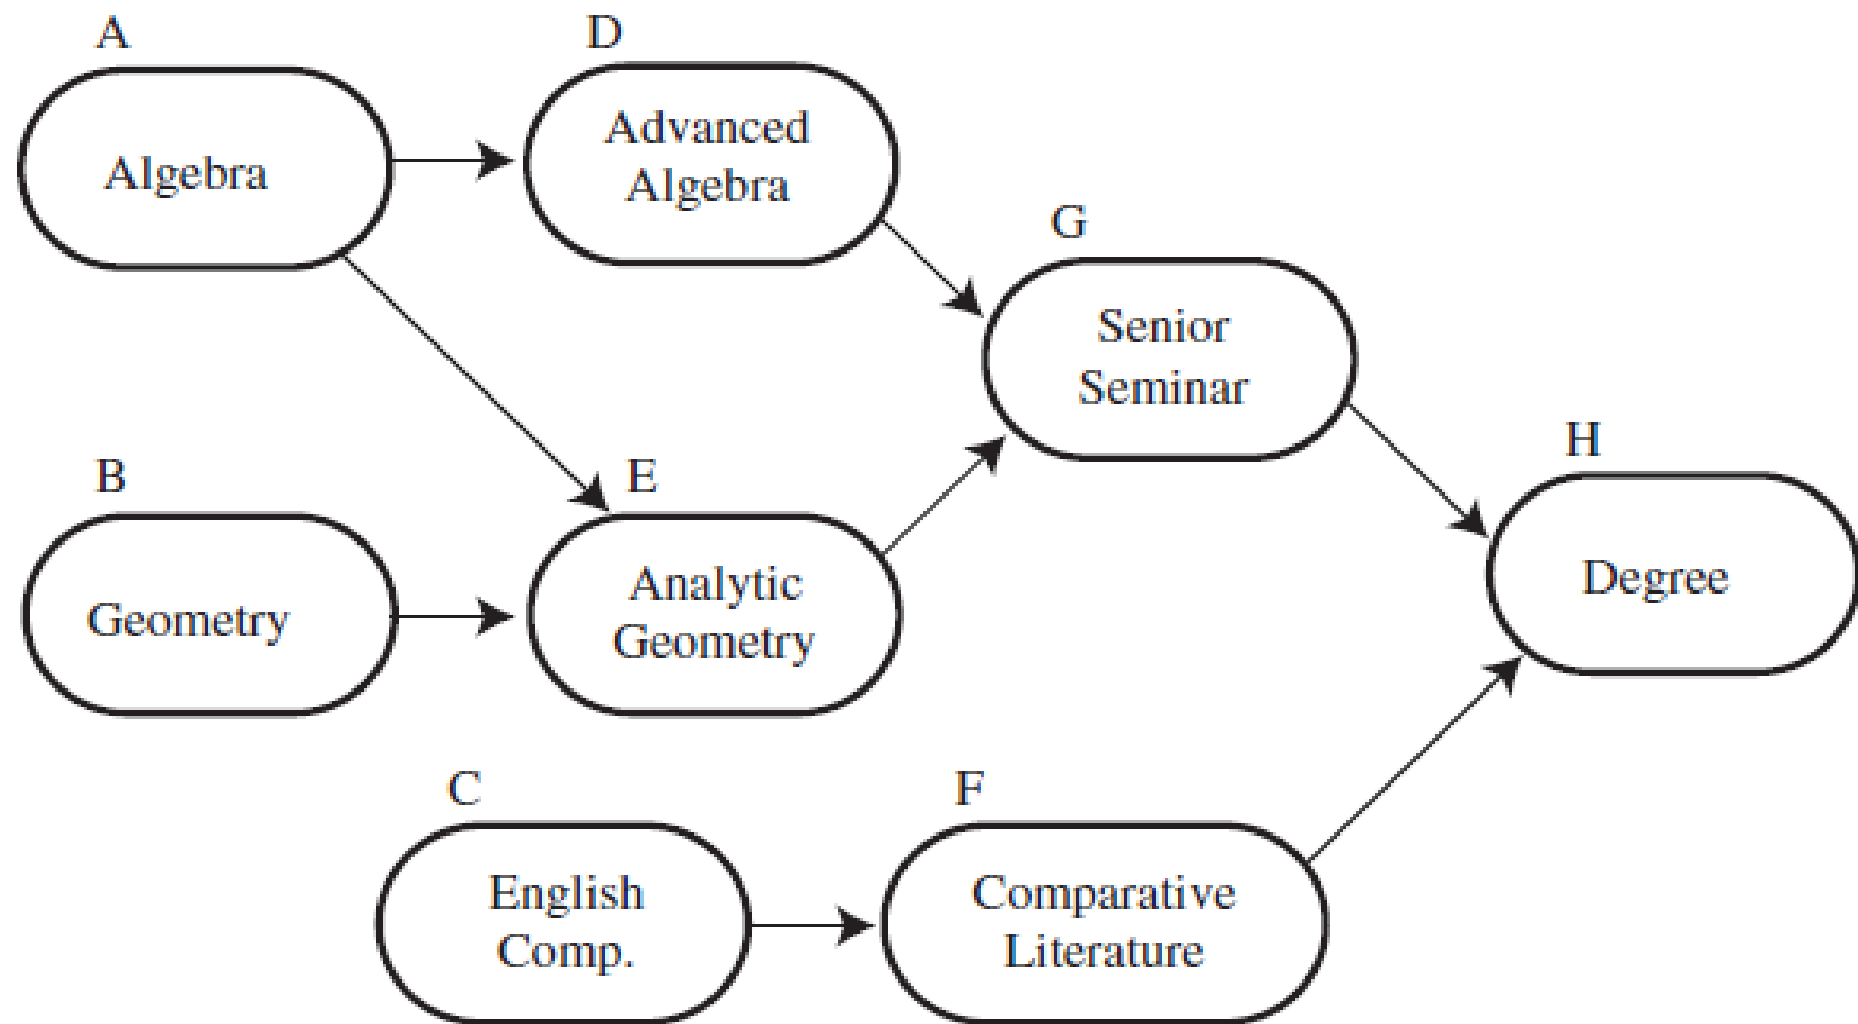 A
D
Algebra
Advanced
Algebra
G
Senior
Seminar
B
E
H
Geometry
Analytic
Geometry
Degree
C
F
English
Comp.
Comparative
Literature